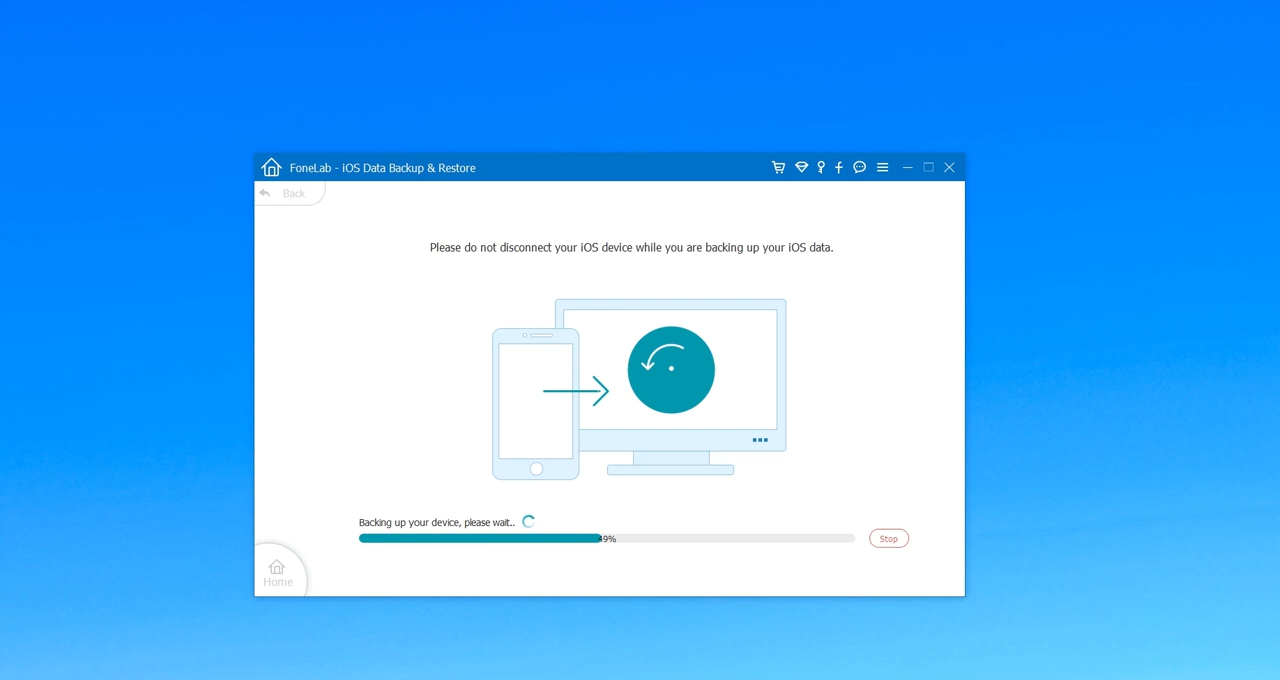 FoneLab - iOS Data Backup & Restore
Back
Please do not disconnect your iOS device while you are backing up your iOS data.
Backing up your device, please wait..
49%
Stop
Home